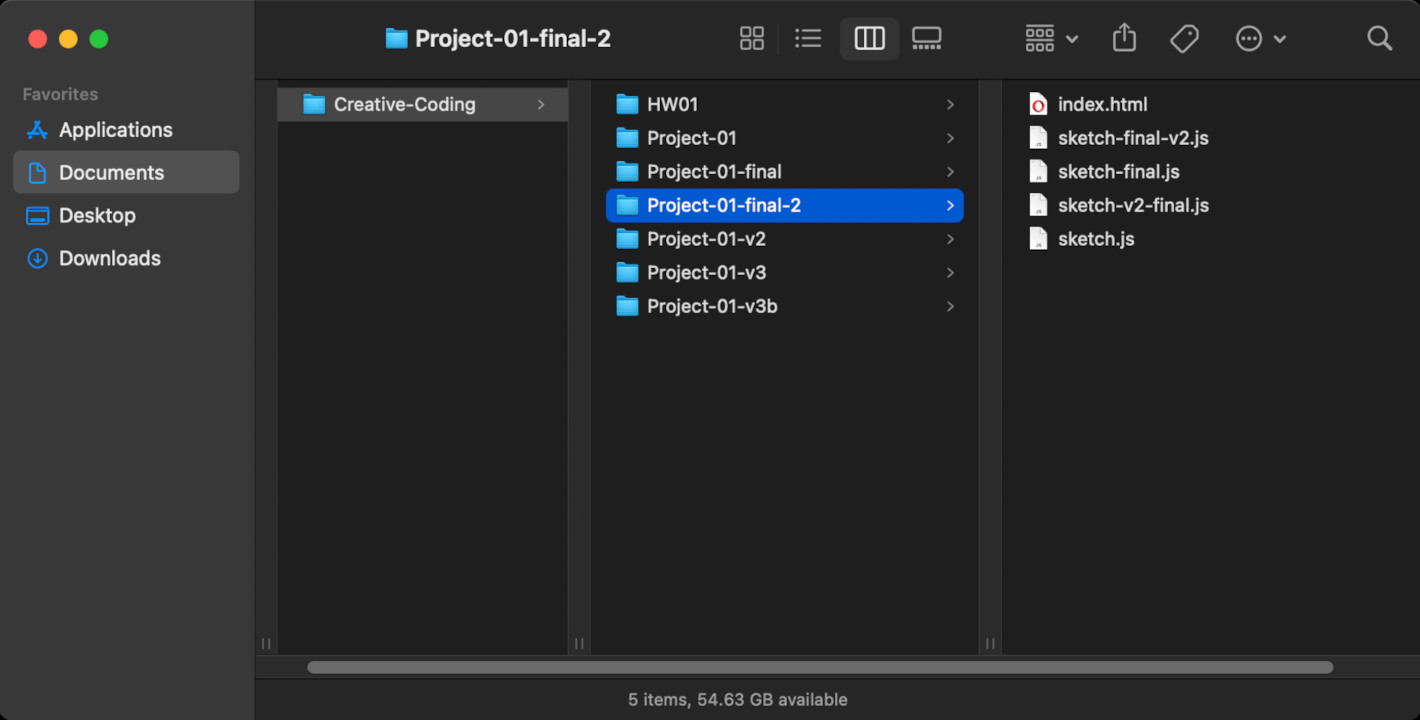 Project-01-final-2
Favorites
Applications
Documents
Desktop
Downloads
Creative-Coding
HW01
Project-01
Project-01-final
Project-01-final-2
Project-01-v2
Project-01-v3
Project-01-v3b
index.html
sketch-final-v2.js
sketch-final.js
sketch-v2-final.js
sketch.js
5 items, 54.63 GB available